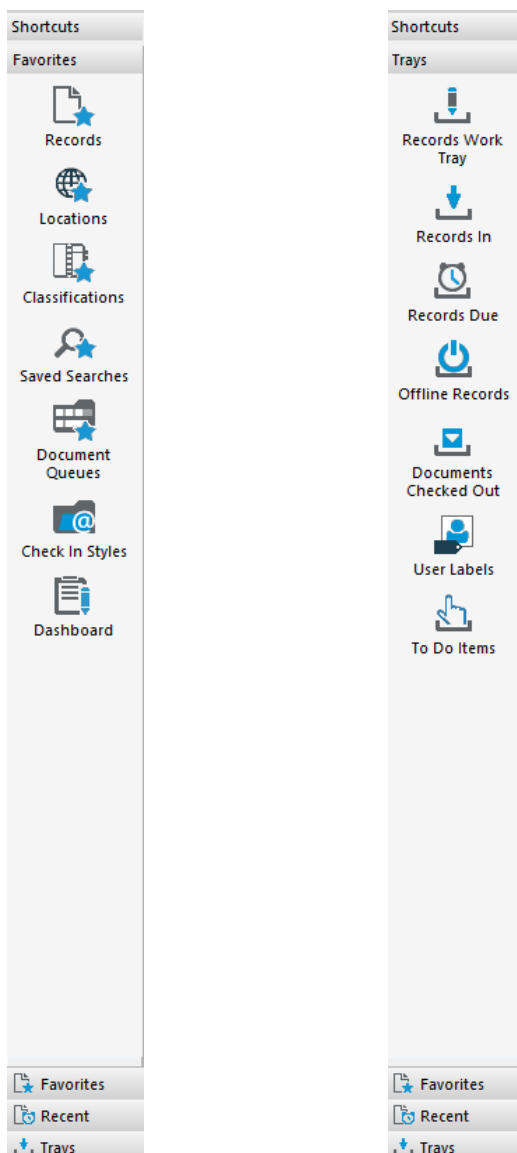 Shortcuts
Favorites
Records
Locations
Classifications
Saved Searches
Document
Queues
Check In Styles
Dashboard
Favorites
Recent
Trays
Shortcuts
Trays
Records Work
Tray
Records In
Records Due
Offline Records
Documents
Checked Out
User Labels
To Do Items
Favorites
Recent
Trays